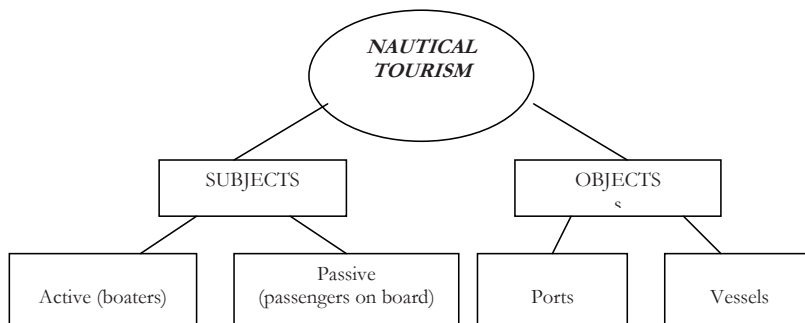 NAUTICAL
TOURISM
SUBJECTS
OBJECTS
s
Active (boaters)
Passive
(passengers on board)
Ports
Vessels